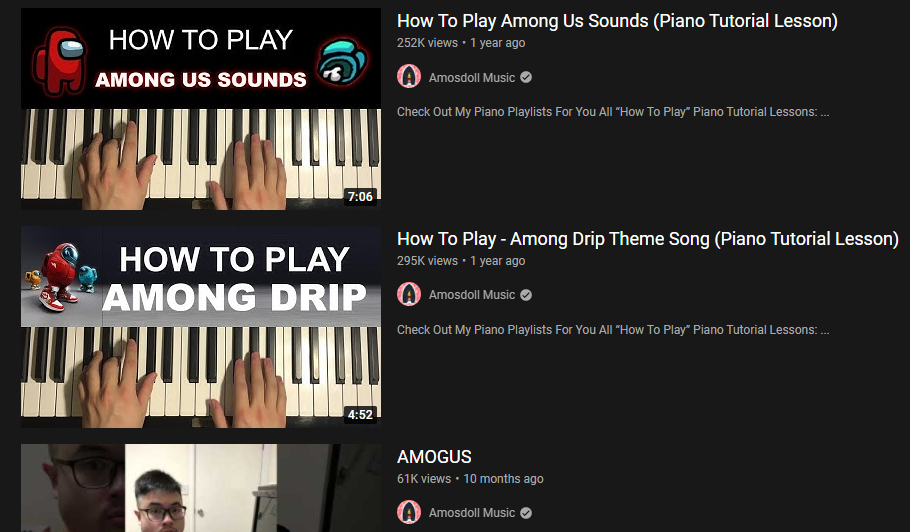 HOW TO PLAY
AMONG US SOUNDS
7:06
How To Play Among Us Sounds (Piano Tutorial Lesson)
252K views • 1 year ago
Amosdoll Music
Check Out My Piano Playlists For You All “How To Play” Piano Tutorial Lessons: ...
HOW TO PLAY
AMONG DRIP
4:52
How To Play - Among Drip Theme Song (Piano Tutorial Lesson)
295K views • 1 year ago
Amosdoll Music
Check Out My Piano Playlists For You All “How To Play” Piano Tutorial Lessons: ...
AMOGUS
61K views • 10 months ago
Amosdoll Music